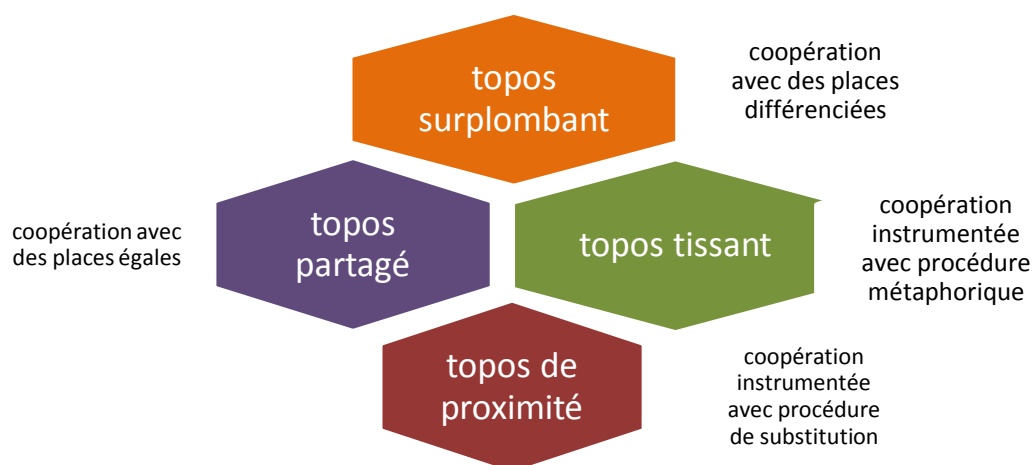 topos
surplombant
coopération
avec des places
différenciées
coopération avec
des places égales
topos
partagé
topos tissant
coopération
instrumentée
avec procédure
métaphorique
topos de
proximité
coopération
instrumentée
avec procédure
de substitution